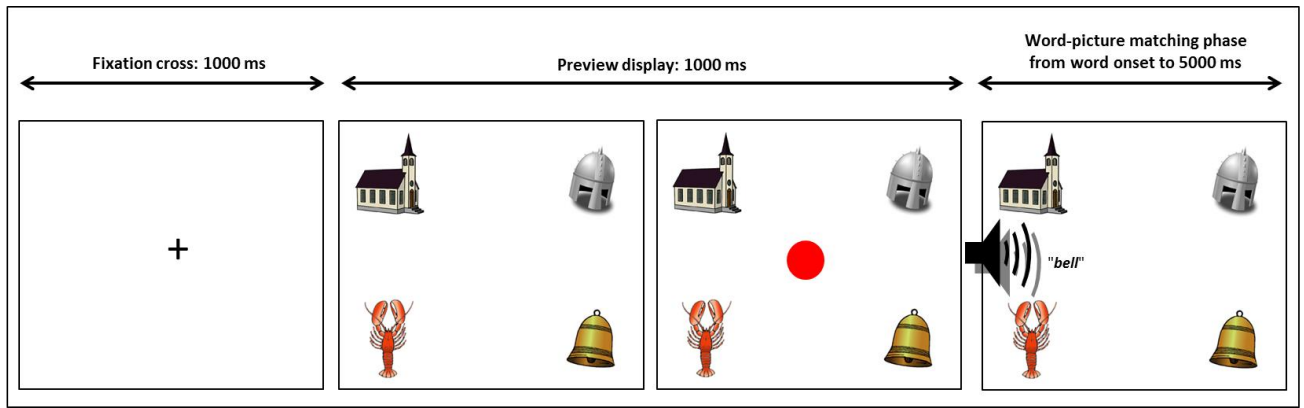 Fixation cross: 1000 ms
Preview display: 1000 ms
Word-picture matching phase
from word onset to 5000 ms
"bell"